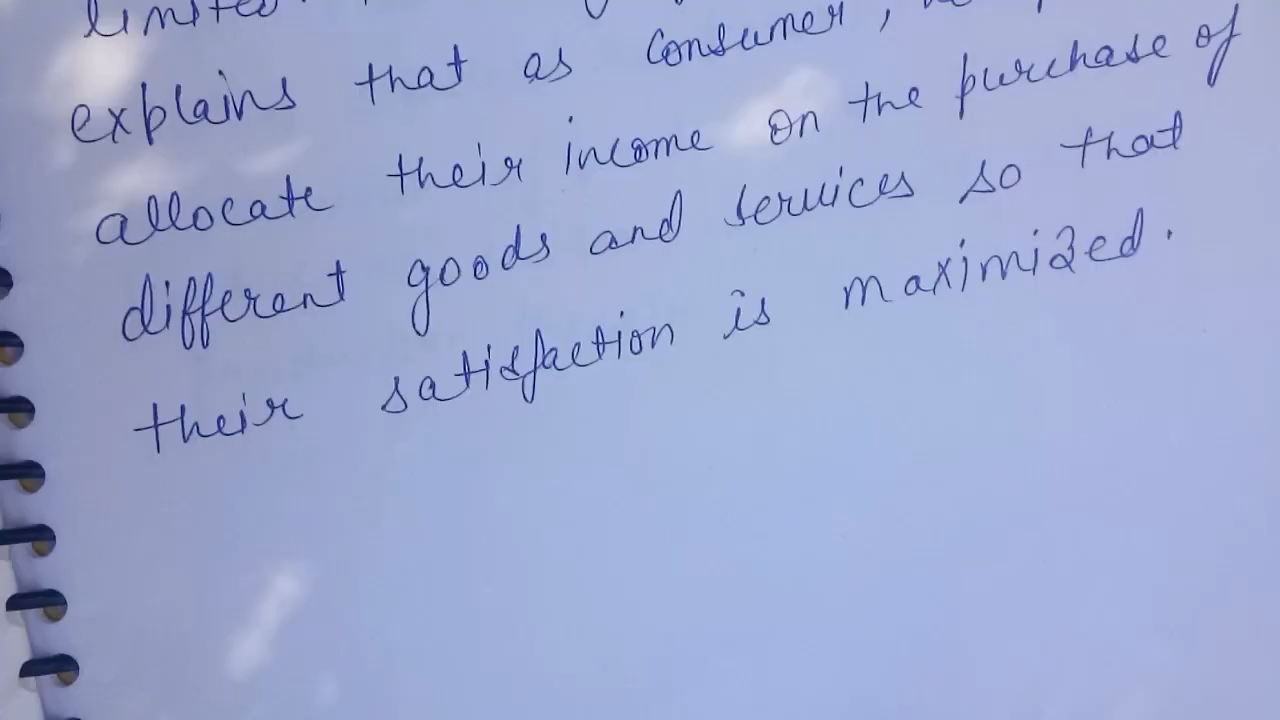 limited
explains that as consumer,
allocate their income on the purchase of
different goods and services so that
their satisfaction is maximized.